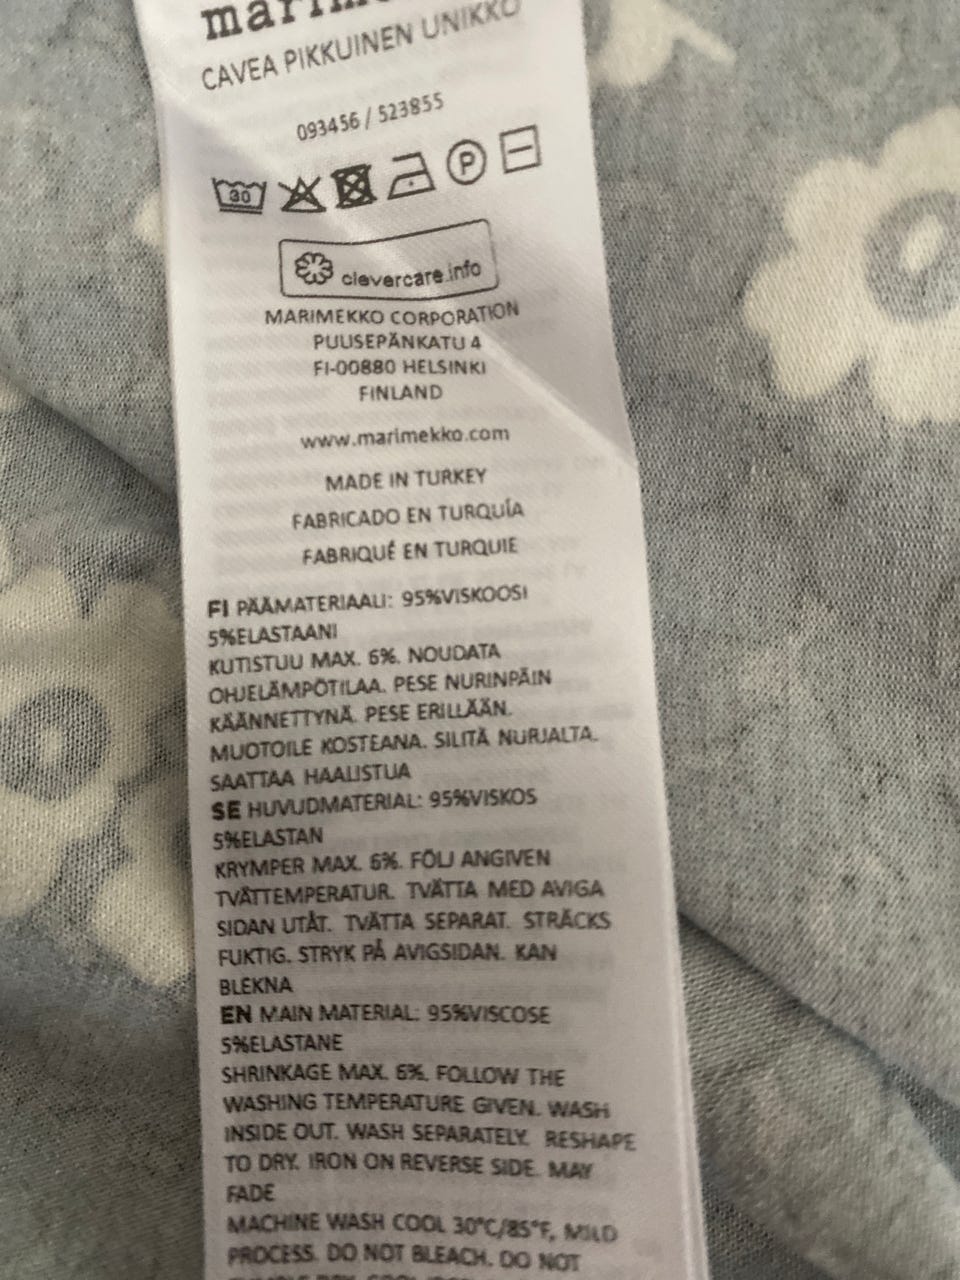 CAVEA PIKKUINEN UNIKKO
093456 / 523855
30
P
clevercare.info
MARIMEKKO CORPORATION
PUUSEPÄNKATU 4
FI-00880 HELSINKI
FINLAND
www.marimekko.com
MADE IN TURKEY
FABRICADO EN TURQUÍA
FABRIQUÉ EN TURQUIE
FI PÄÄMATERIAALI: 95%VISKOOSI
5%ELASTAANI
KUTISTUU MAX. 6%. NOUDATA
OHJELÄMPÖTILAA. PESE NURINPÄIN
KÄÄNNETTYNÄ. PESE ERILLÄÄN.
MUOTOILE KOSTEANA. SILITÄ NURJALTA.
SAATTAA HAALISTUA
SE HUVUDMATERIAL: 95%VISKOS
5%ELASTAN
KRYMPER MAX. 6%. FÖLJ ANGIVEN
TVÄTTEMPERATUR. TVÄTTA MED AVIGA
SIDAN UTÅT. TVÄTTA SEPARAT. STRÄCKS
FUKTIG. STRYK PÅ AVIGSIDAN. KAN
BLEKNA
EN MAIN MATERIAL: 95%VISCOSE
5%ELASTANE
SHRINKAGE MAX. 6%. FOLLOW THE
WASHING TEMPERATURE GIVEN. WASH
INSIDE OUT. WASH SEPARATELY. RESHAPE
TO DRY. IRON ON REVERSE SIDE. MAY
FADE
MACHINE WASH COOL 30°C/85°F, MILD
PROCESS. DO NOT BLEACH. DO NOT